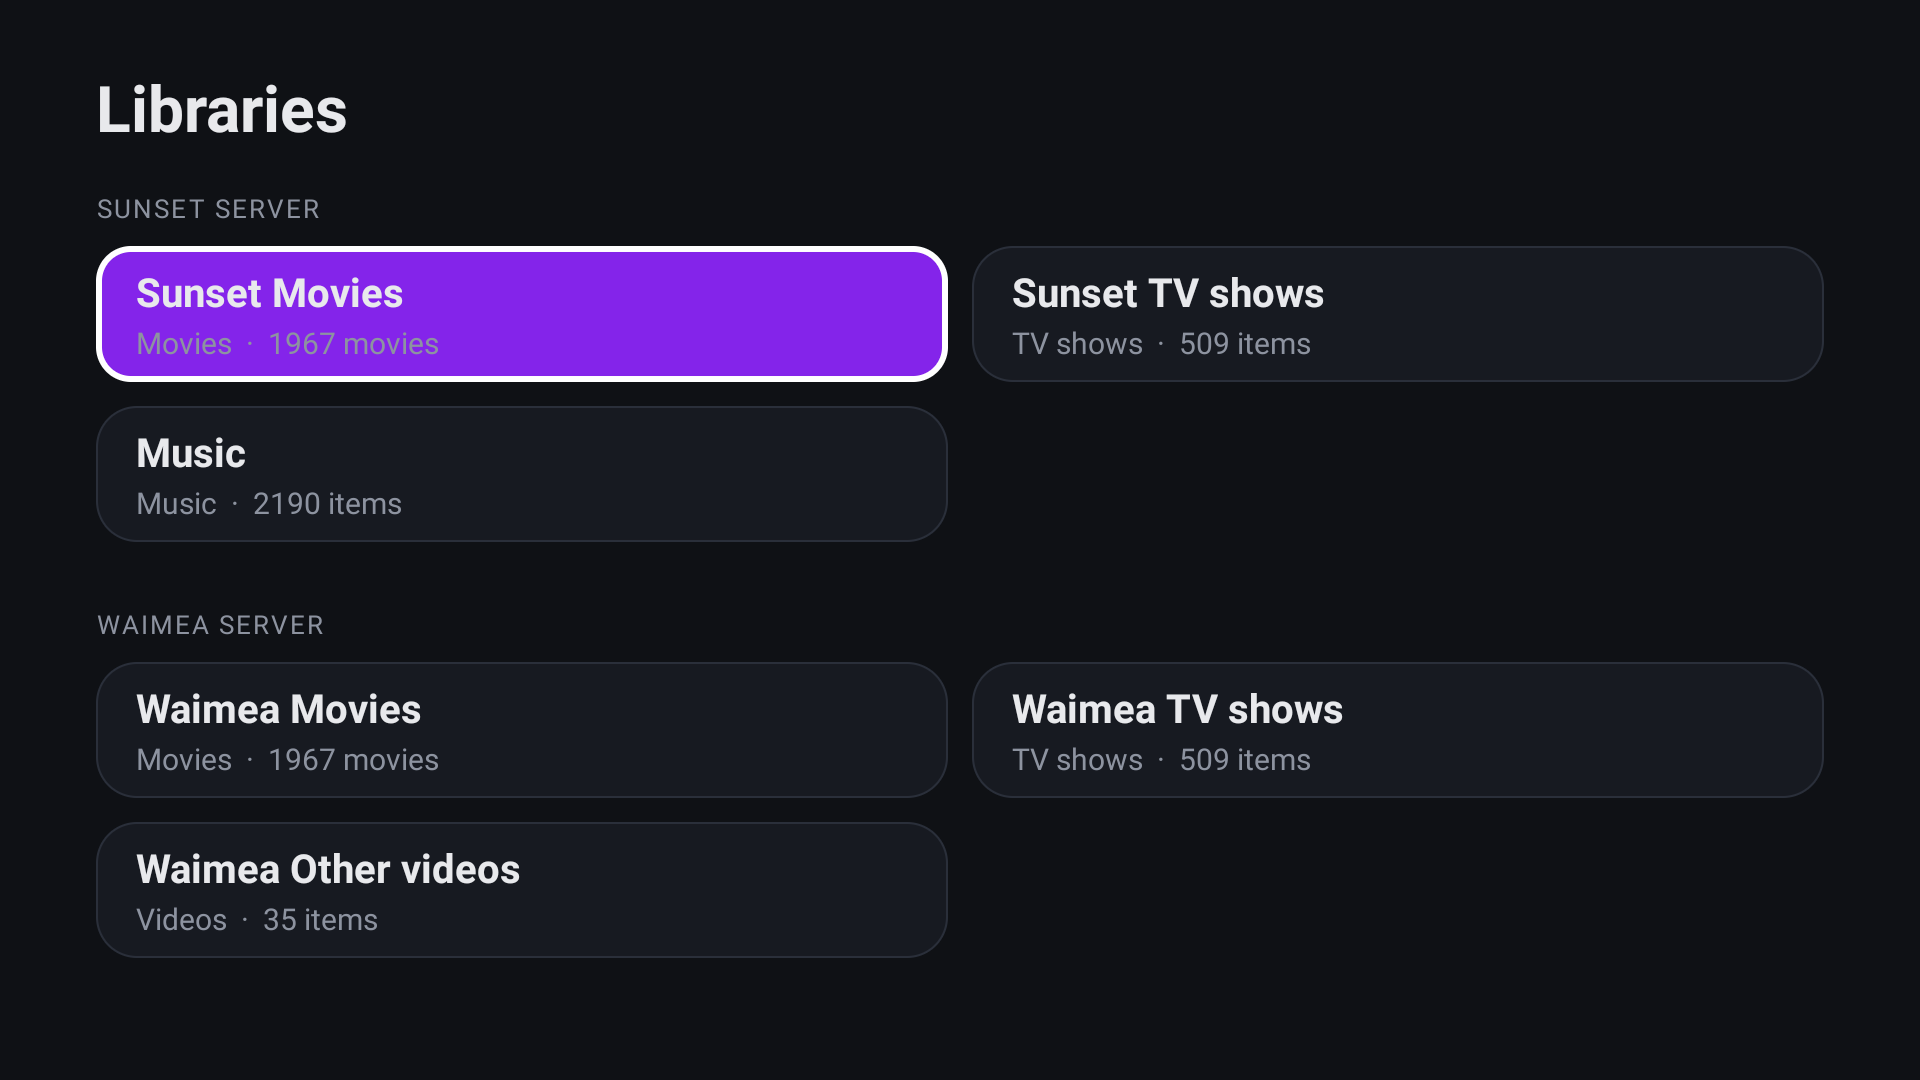 Libraries
SUNSET SERVER
Sunset Movies
Movies · 1967 movies
Sunset TV shows
TV shows · 509 items
Music
Music · 2190 items
WAIMEA SERVER
Waimea Movies
Movies · 1967 movies
Waimea TV shows
TV shows · 509 items
Waimea Other videos
Videos · 35 items